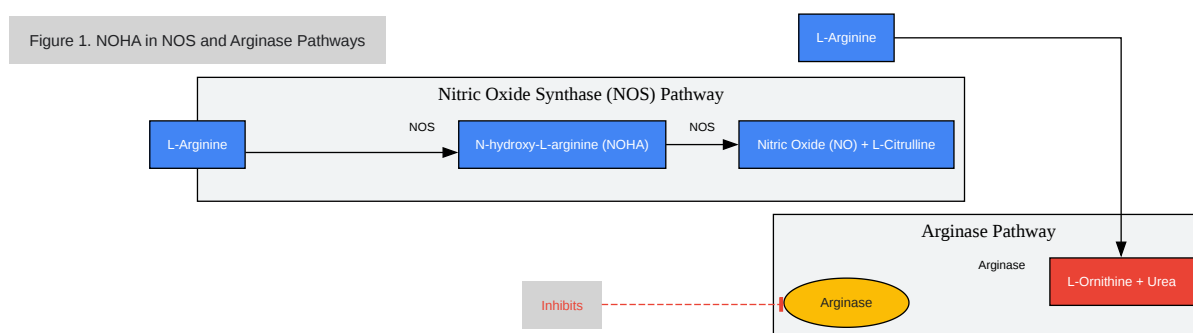 Figure 1. NOHA in NOS and Arginase Pathways
L-Arginine
Nitric Oxide Synthase (NOS) Pathway
L-Arginine
NOS
N-hydroxy-L-arginine (NOHA)
NOS
Nitric Oxide (NO) + L-Citrulline
Arginase Pathway
Arginase
L-Ornithine + Urea
Inhibits
Arginase